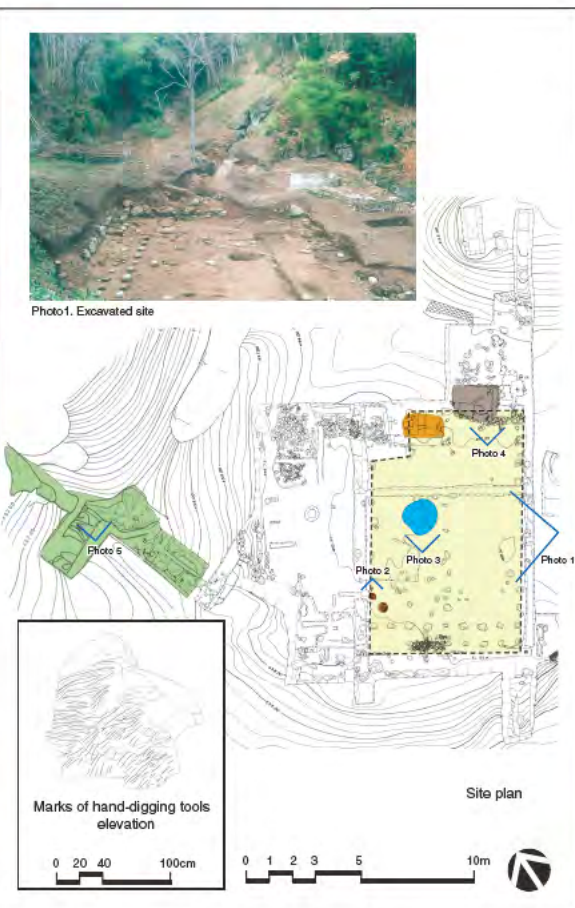 Photo1. Excavated site
Photo 4
Photo 1
Photo 3
Photo 5
Photo 2
Site plan
Marks of hand-digging tools
elevation
0 20 40 100cm
0 1 2 3 5 10m